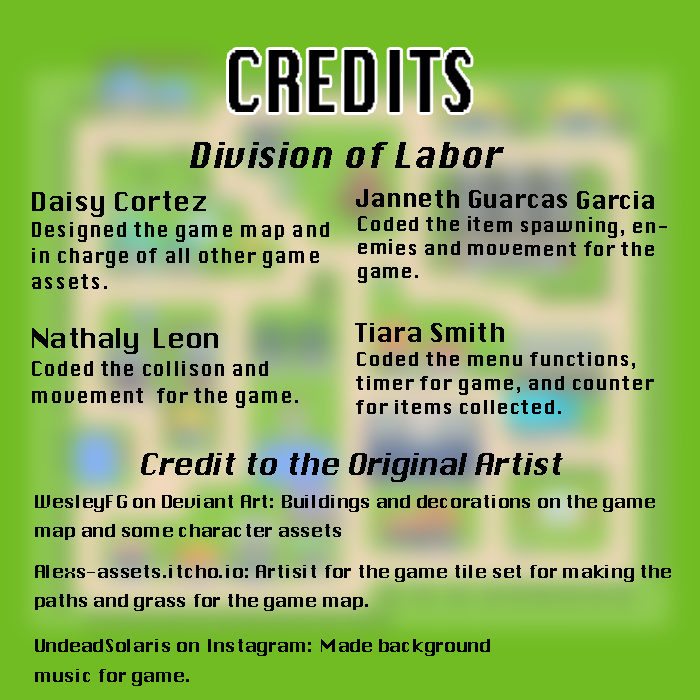 CREDITS
Division of Labor
Daisy Cortez
Designed the game map and
in charge of all other game
assets.
Janneth Guarcas Garcia
Coded the item spawning, en-
emies and movement for the
game.
Nathaly Leon
Coded the collison and
movement for the game.
Tiara Smith
Coded the menu functions,
timer for game, and counter
for items collected.
Credit to the Original Artist
WesleyFG on Deviant Art: Buildings and decorations on the game
map and some character assets
Alexs-assets.itcho.io: Artisit for the game tile set for making the
paths and grass for the game map.
UndeadSolaris on Instagram: Made background
music for game.